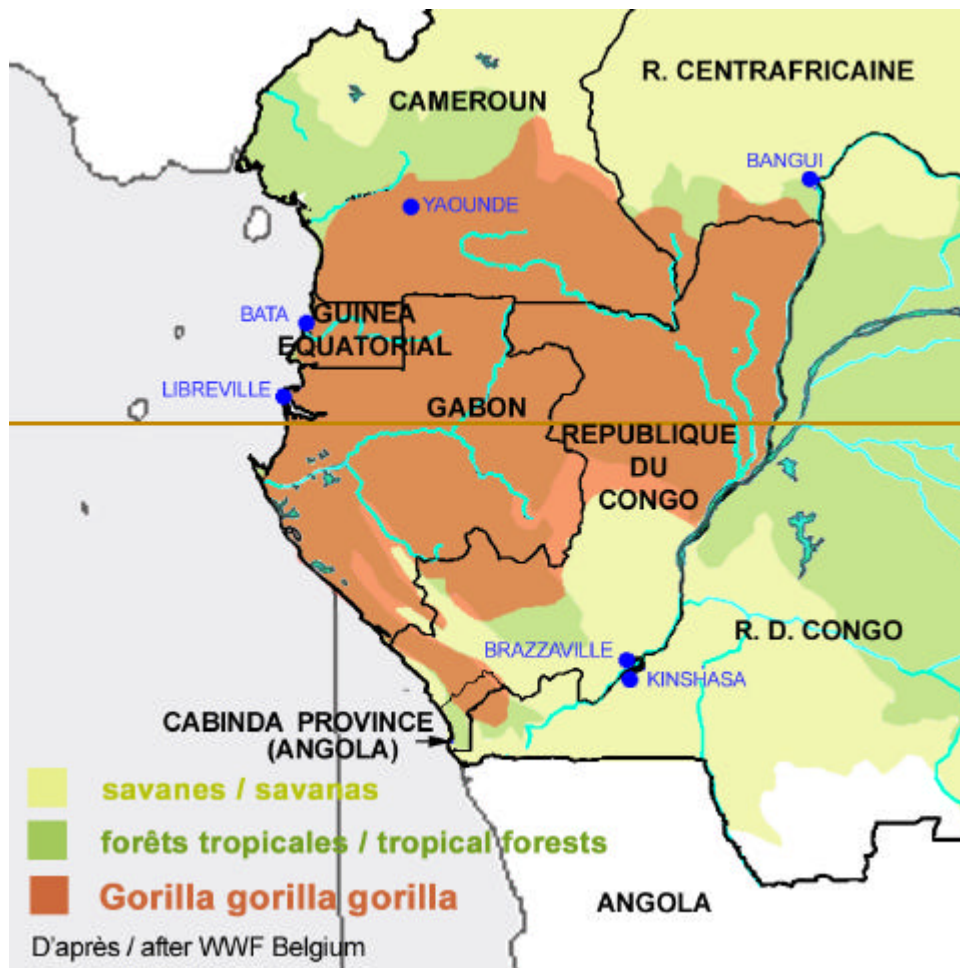 R. CENTRAFRICAINE
CAMEROUN
BANGUI
YAOUNDE
BATA
GUINEA
EQUATORIAL
LIBREVILLE
GABON
REPUBLIQUE
DU
CONGO
R. D. CONGO
BRAZZAVILLE
KINSHASA
CABINDA PROVINCE
(ANGOLA)
savanes / savanas
forêts tropicales / tropical forests
Gorilla gorilla gorilla
ANGOLA
D'après / after WWF Belgium